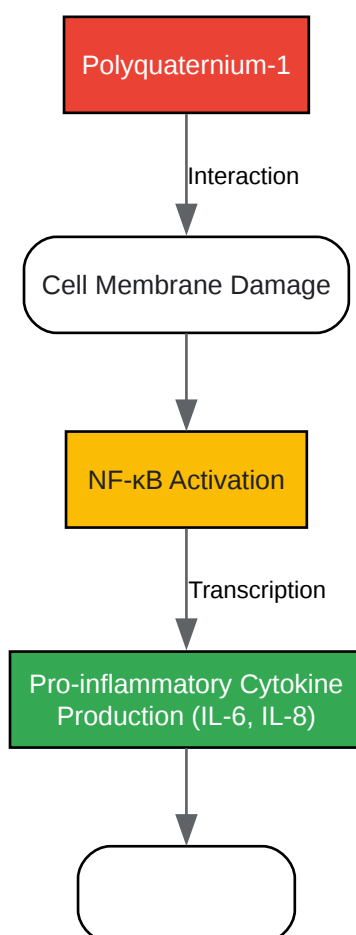 Polyquaternium-1
Interaction
Cell Membrane Damage
NF-κB Activation
Transcription
Pro-inflammatory Cytokine
Production (IL-6, IL-8)